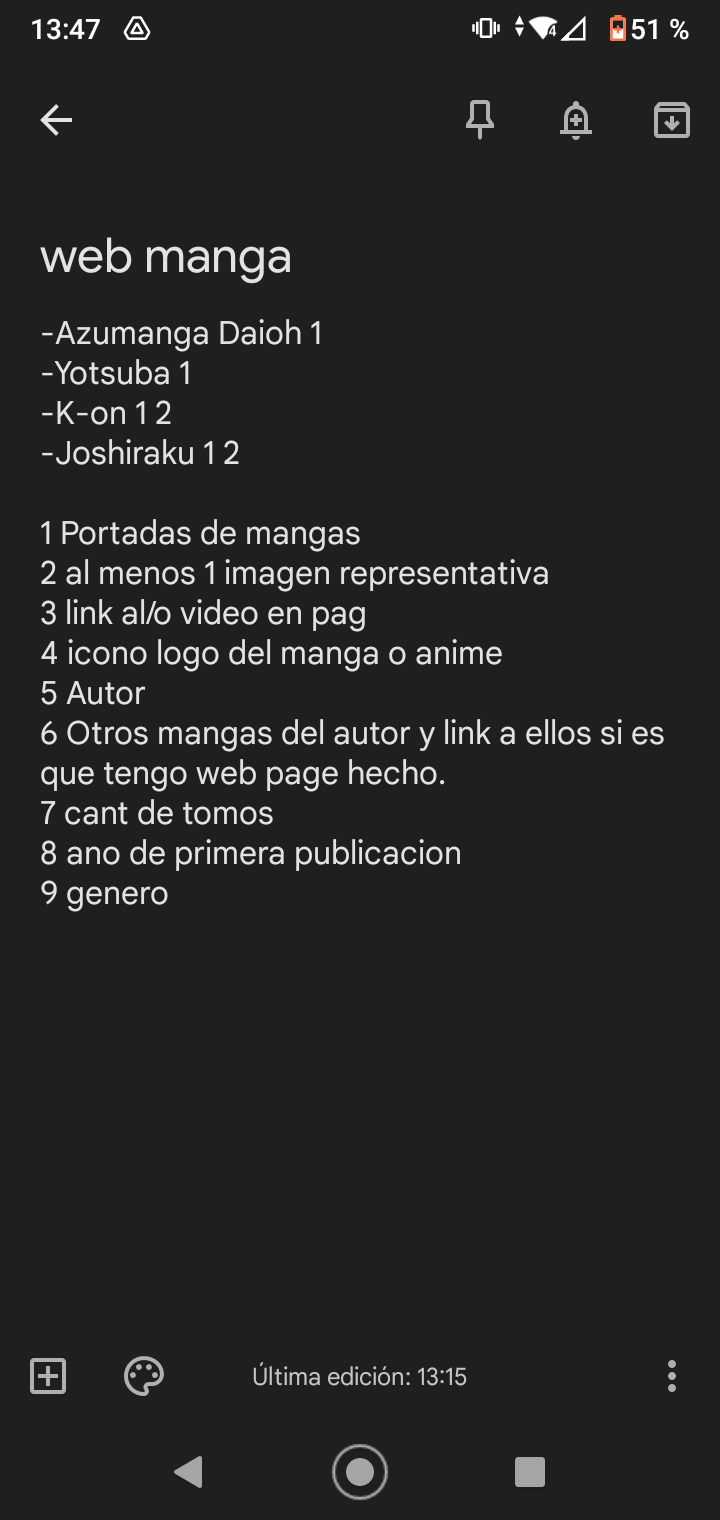 13:47
4
51 %
web manga
-Azumanga Daioh 1
-Yotsuba 1
-K-on 1 2
-Joshiraku 1 2
1 Portadas de mangas
2 al menos 1 imagen representativa
3 link al/o video en pag
4 icono logo del manga o anime
5 Autor
6 Otros mangas del autor y link a ellos si es
que tengo web page hecho.
7 cant de tomos
8 ano de primera publicacion
9 genero
Última edición: 13:15